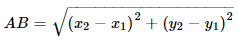 AB = √((x₂ − x₁)² + (y₂ − y₁)²)